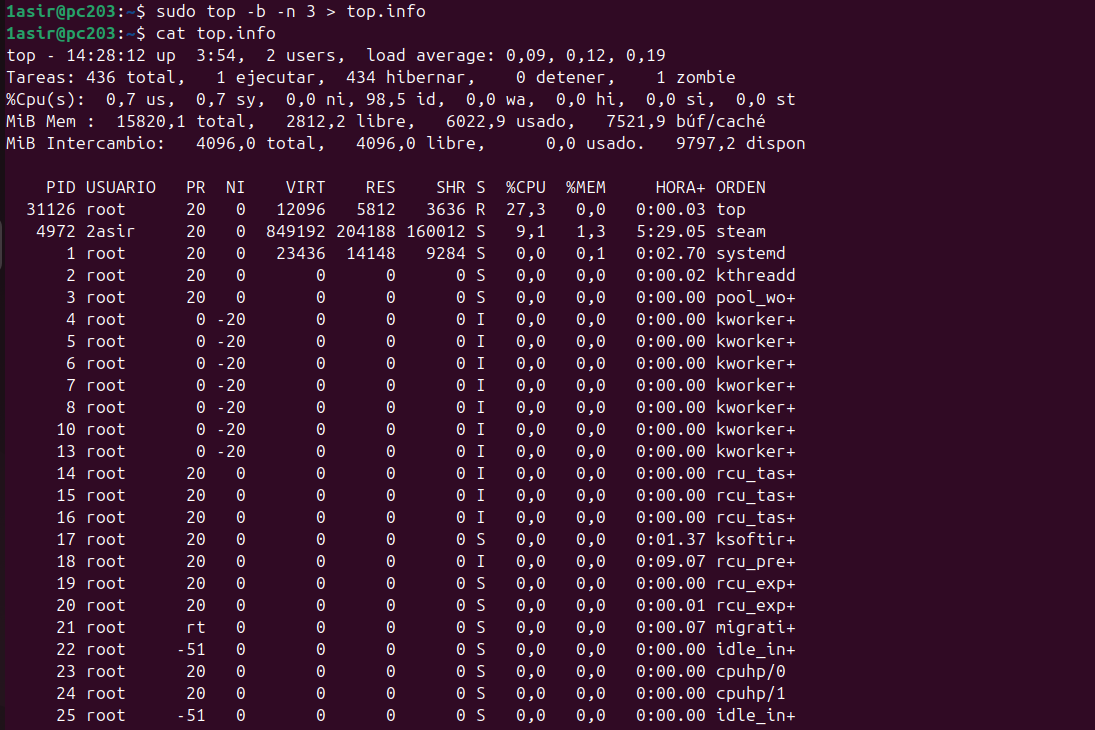 1asir@pc203:~$ sudo top -b -n 3 > top.info
1asir@pc203:~$ cat top.info
top - 14:28:12 up  3:54,  2 users,  load average: 0,09, 0,12, 0,19
Tareas: 436 total,   1 ejecutar,  434 hibernar,    0 detener,    1 zombie
%Cpu(s):  0,7 us,  0,7 sy,  0,0 ni, 98,5 id,  0,0 wa,  0,0 hi,  0,0 si,  0,0 st
MiB Mem :  15820,1 total,   2812,2 libre,   6022,9 usado,   7521,9 búf/caché
MiB Intercambio:   4096,0 total,   4096,0 libre,      0,0 usado.   9797,2 dispon
    PID USUARIO   PR  NI    VIRT    RES    SHR S  %CPU  %MEM     HORA+ ORDEN
  31126 root      20   0   12096   5812   3636 R  27,3   0,0   0:00.03 top
   4972 2asir     20   0  849192 204188 160012 S   9,1   1,3   5:29.05 steam
      1 root      20   0   23436  14148   9284 S   0,0   0,1   0:02.70 systemd
      2 root      20   0       0      0      0 S   0,0   0,0   0:00.02 kthreadd
      3 root      20   0       0      0      0 S   0,0   0,0   0:00.00 pool_wo+
      4 root       0 -20       0      0      0 I   0,0   0,0   0:00.00 kworker+
      5 root       0 -20       0      0      0 I   0,0   0,0   0:00.00 kworker+
      6 root       0 -20       0      0      0 I   0,0   0,0   0:00.00 kworker+
      7 root       0 -20       0      0      0 I   0,0   0,0   0:00.00 kworker+
      8 root       0 -20       0      0      0 I   0,0   0,0   0:00.00 kworker+
     10 root       0 -20       0      0      0 I   0,0   0,0   0:00.00 kworker+
     13 root       0 -20       0      0      0 I   0,0   0,0   0:00.00 kworker+
     14 root      20   0       0      0      0 I   0,0   0,0   0:00.00 rcu_tas+
     15 root      20   0       0      0      0 I   0,0   0,0   0:00.00 rcu_tas+
     16 root      20   0       0      0      0 I   0,0   0,0   0:00.00 rcu_tas+
     17 root      20   0       0      0      0 S   0,0   0,0   0:01.37 ksoftir+
     18 root      20   0       0      0      0 I   0,0   0,0   0:09.07 rcu_pre+
     19 root      20   0       0      0      0 S   0,0   0,0   0:00.00 rcu_exp+
     20 root      20   0       0      0      0 S   0,0   0,0   0:00.01 rcu_exp+
     21 root      rt   0       0      0      0 S   0,0   0,0   0:00.07 migrati+
     22 root     -51   0       0      0      0 S   0,0   0,0   0:00.00 idle_in+
     23 root      20   0       0      0      0 S   0,0   0,0   0:00.00 cpuhp/0
     24 root      20   0       0      0      0 S   0,0   0,0   0:00.00 cpuhp/1
     25 root     -51   0       0      0      0 S   0,0   0,0   0:00.00 idle_in+